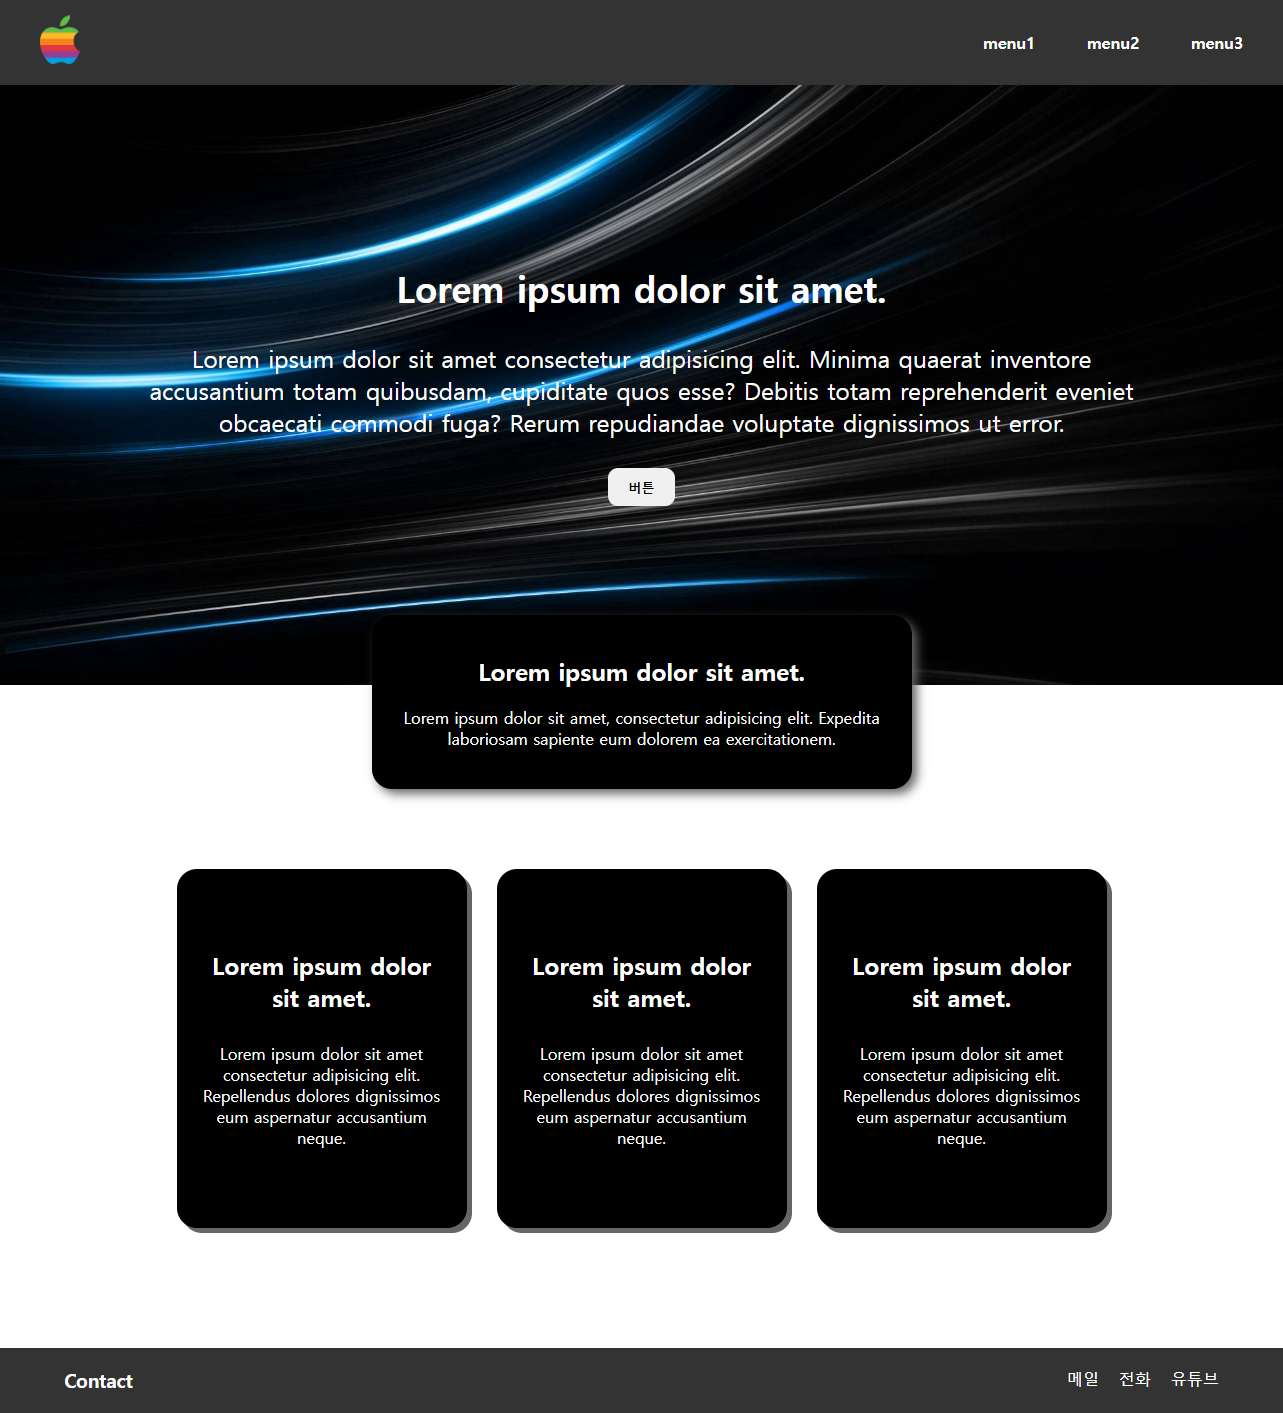 menu1 menu2 menu3
Lorem ipsum dolor sit amet.
Lorem ipsum dolor sit amet consectetur adipisicing elit. Minima quaerat inventore
accusantium totam quibusdam, cupiditate quos esse? Debitis totam reprehenderit eveniet
obcaecati commodi fuga? Rerum repudiandae voluptate dignissimos ut error.
버튼
Lorem ipsum dolor sit amet.
Lorem ipsum dolor sit amet, consectetur adipisicing elit. Expedita
laboriosam sapiente eum dolorem ea exercitationem.
Lorem ipsum dolor
sit amet.
Lorem ipsum dolor sit amet
consectetur adipisicing elit.
Repellendus dolores dignissimos
eum aspernatur accusantium
neque.
Lorem ipsum dolor
sit amet.
Lorem ipsum dolor sit amet
consectetur adipisicing elit.
Repellendus dolores dignissimos
eum aspernatur accusantium
neque.
Lorem ipsum dolor
sit amet.
Lorem ipsum dolor sit amet
consectetur adipisicing elit.
Repellendus dolores dignissimos
eum aspernatur accusantium
neque.
Contact
메일 전화 유튜브